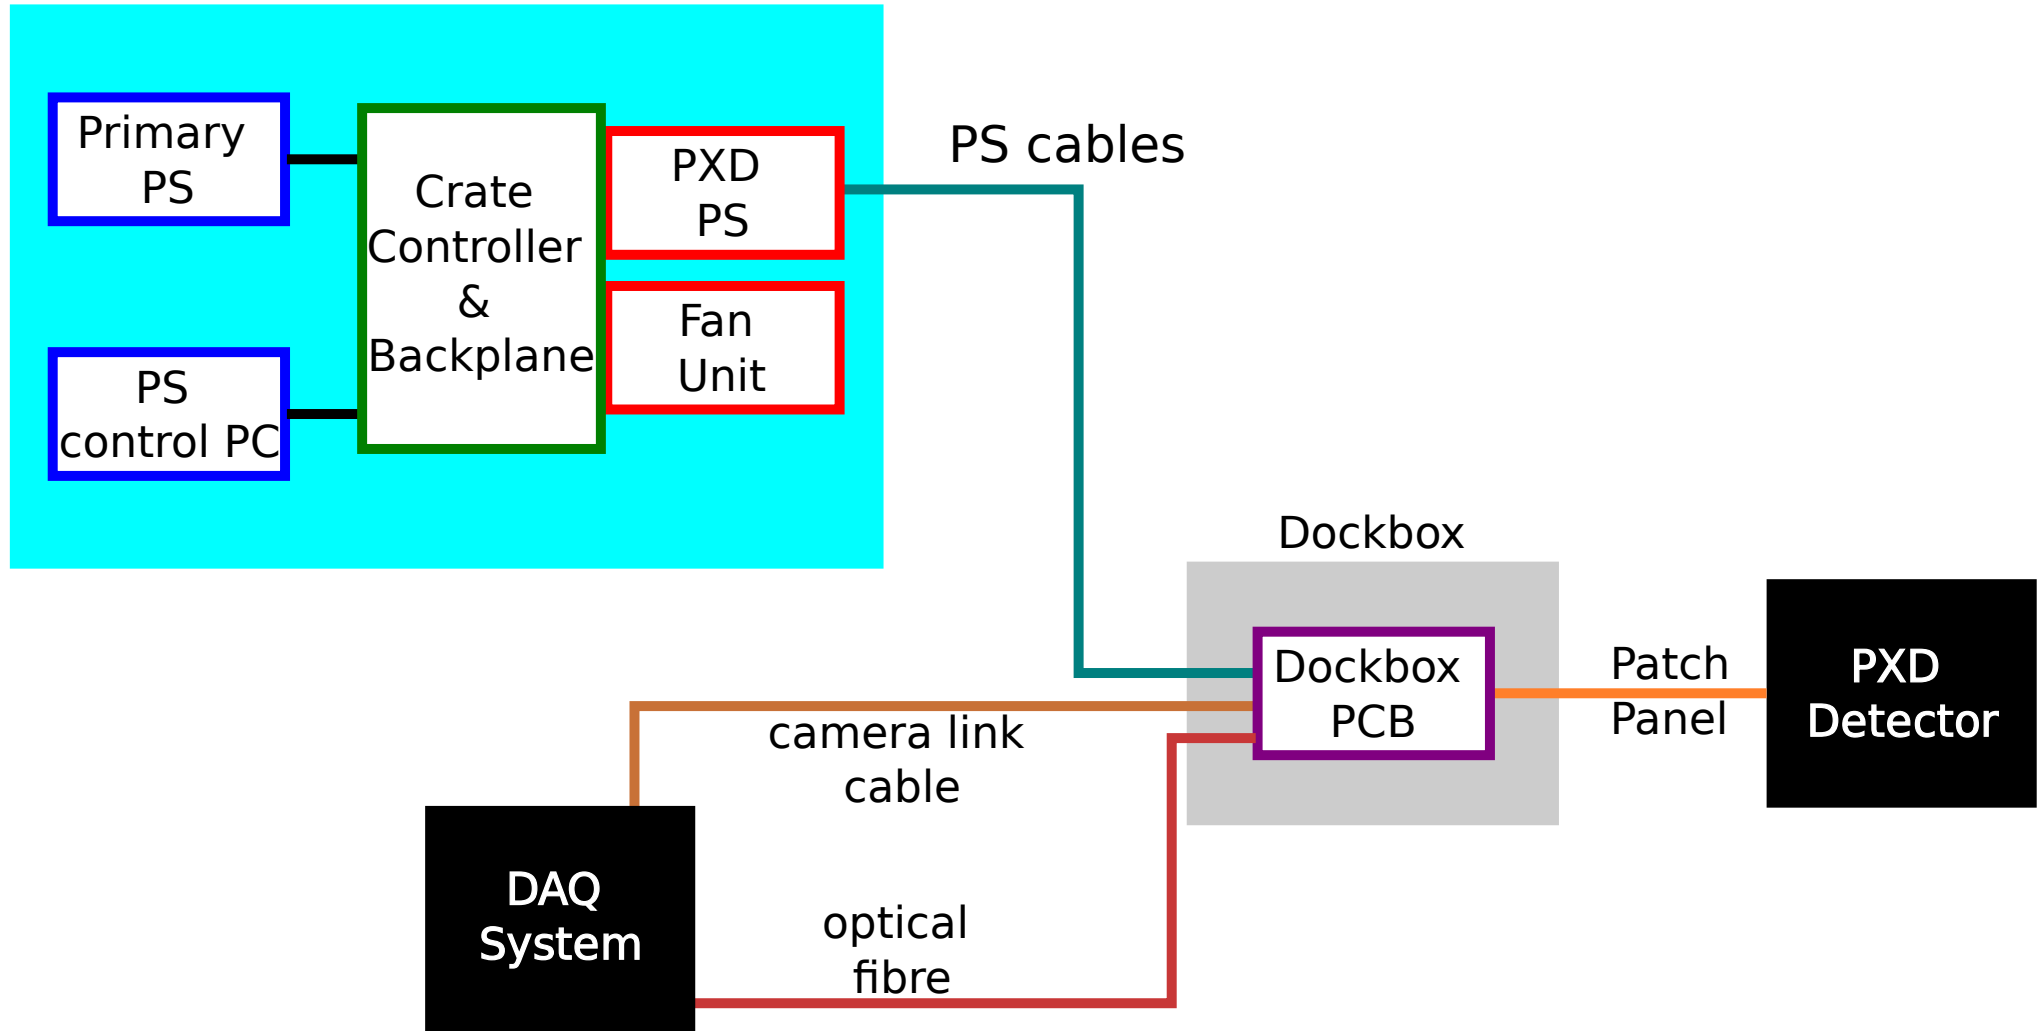 Primary
PS
PS
control PC
Crate
Controller
&
Backplane
PXD
PS
Fan
Unit
PS cables
Dockbox
Dockbox
PCB
Patch
Panel
PXD
Detector
camera link
cable
DAQ
System
optical
fibre